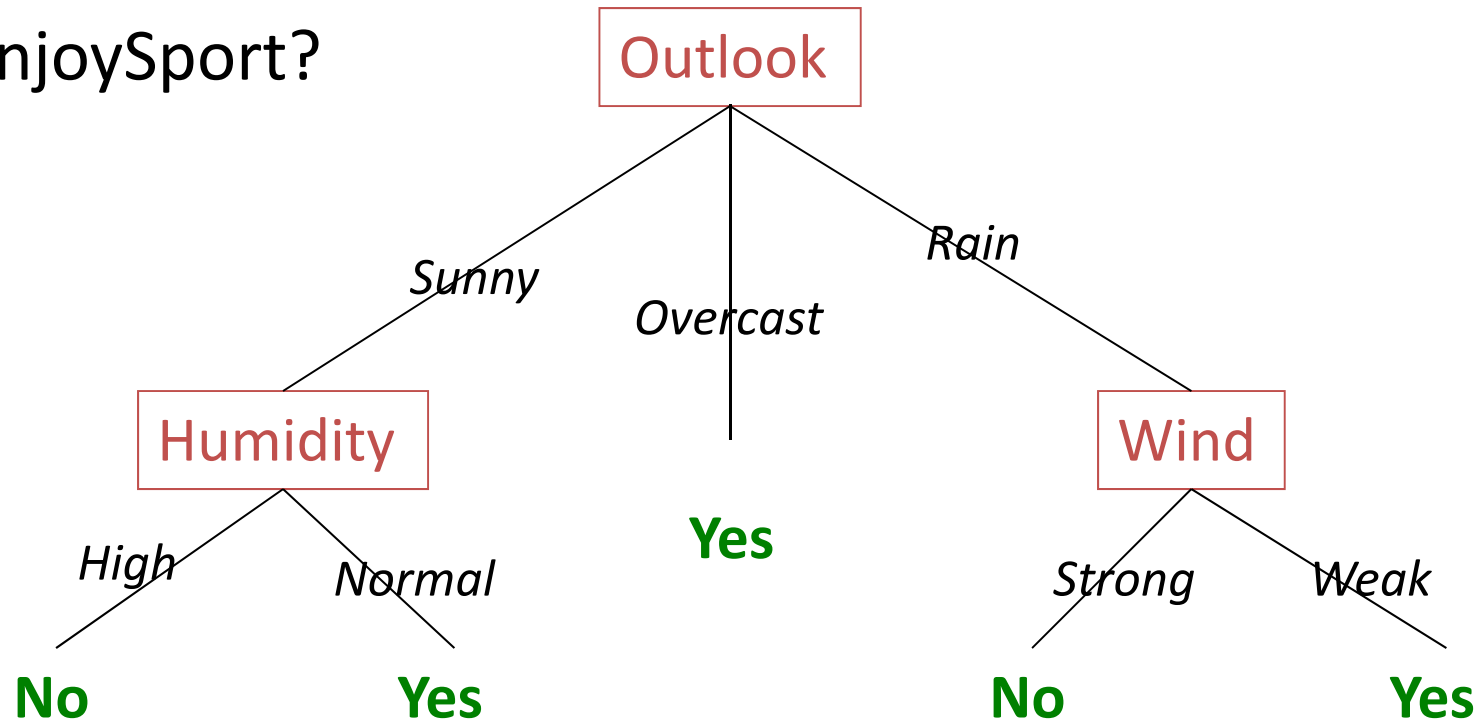 njoySport?
Outlook
Sunny
Overcast
Rain
Humidity
Wind
High
Normal
Yes
Strong
Weak
No
Yes
No
Yes